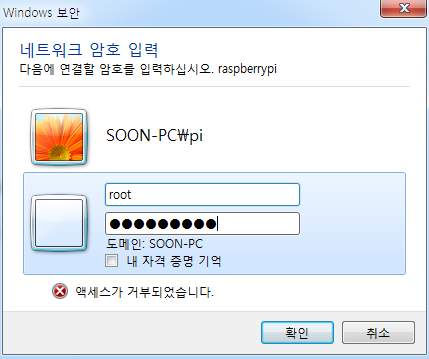 Windows 보안
네트워크 암호 입력
다음에 연결할 암호를 입력하십시오. raspberrypi
SOON-PC\pi
root
●●●●●●●●●
도메인: SOON-PC
내 자격 증명 기억
액세스가 거부되었습니다.
확인
취소